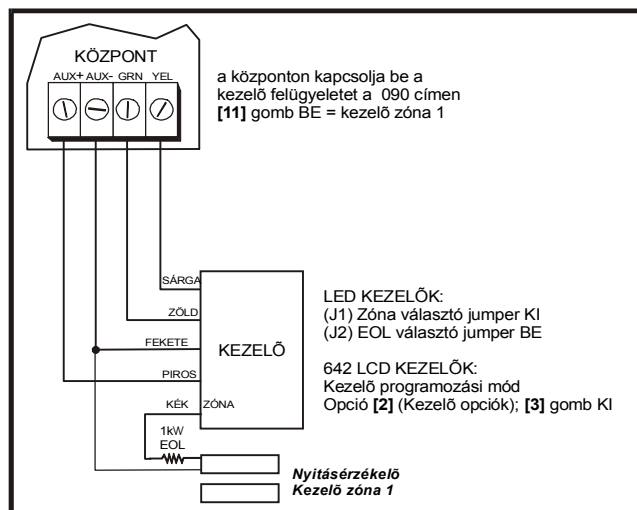 KÖZPONT
AUX+ AUX- GRN YEL
a központon kapcsolja be a
kezelõ felügyeletet a 090 címen
[11] gomb BE = kezelõ zóna 1
SÁRGA
ZÖLD
FEKETE
PIROS
KÉK ZÓNA
KEZELÕ
LED KEZELÕK:
(J1) Zóna választó jumper KI
(J2) EOL választó jumper BE
642 LCD KEZELÕK:
Kezelõ programozási mód
Opció [2] (Kezelõ opciók); [3] gomb KI
1kW
EOL
Nyitásérzékelõ
Kezelõ zóna 1